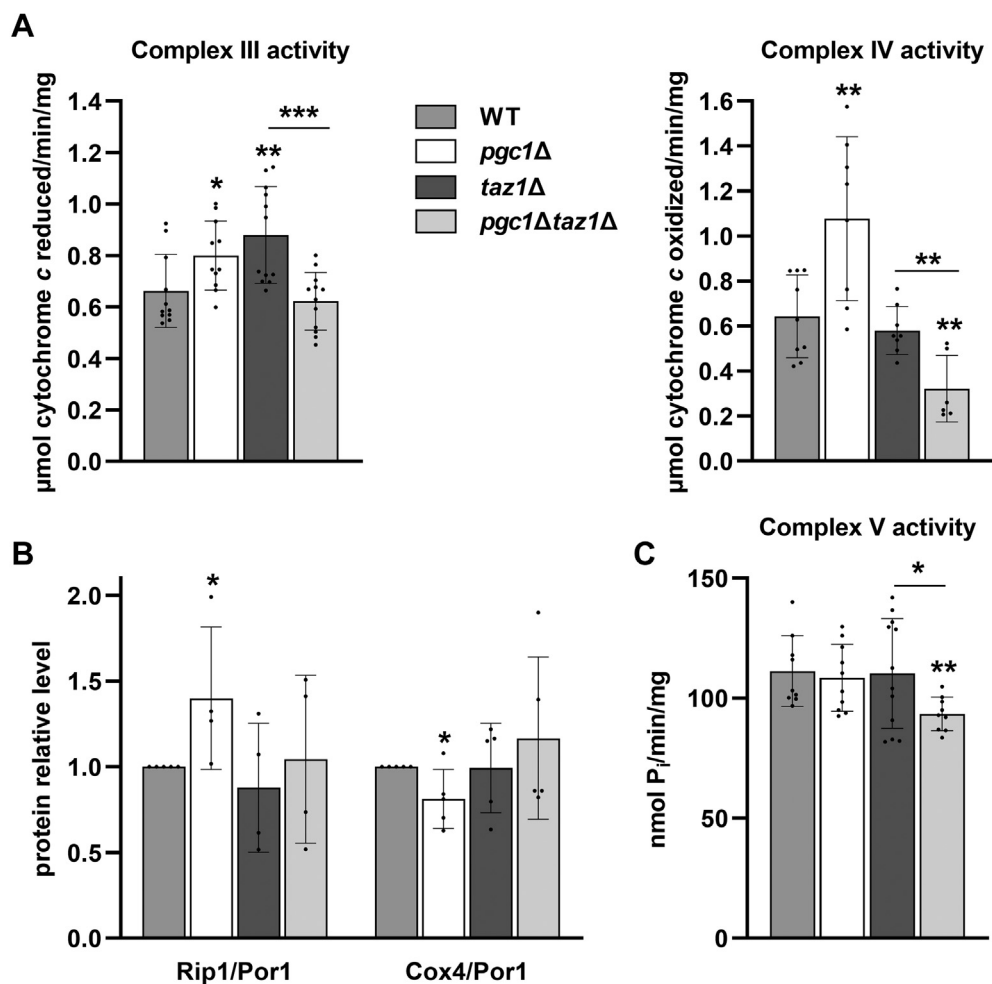 A
Complex III activity
μmol cytochrome c reduced/min/mg
1.4
1.2
1.0
0.8
0.6
0.4
0.2
0.0
*
**
***
WT
pgc1Δ
taz1Δ
pgc1Δtaz1Δ
Complex IV activity
μmol cytochrome c oxidized/min/mg
1.6
1.4
1.2
1.0
0.8
0.6
0.4
0.2
0.0
**
**
**
B
protein relative level
2.0
1.5
1.0
0.5
0.0
*
*
Rip1/Por1
Cox4/Por1
C
Complex V activity
nmol Pi/min/mg
150
100
50
0
*
**